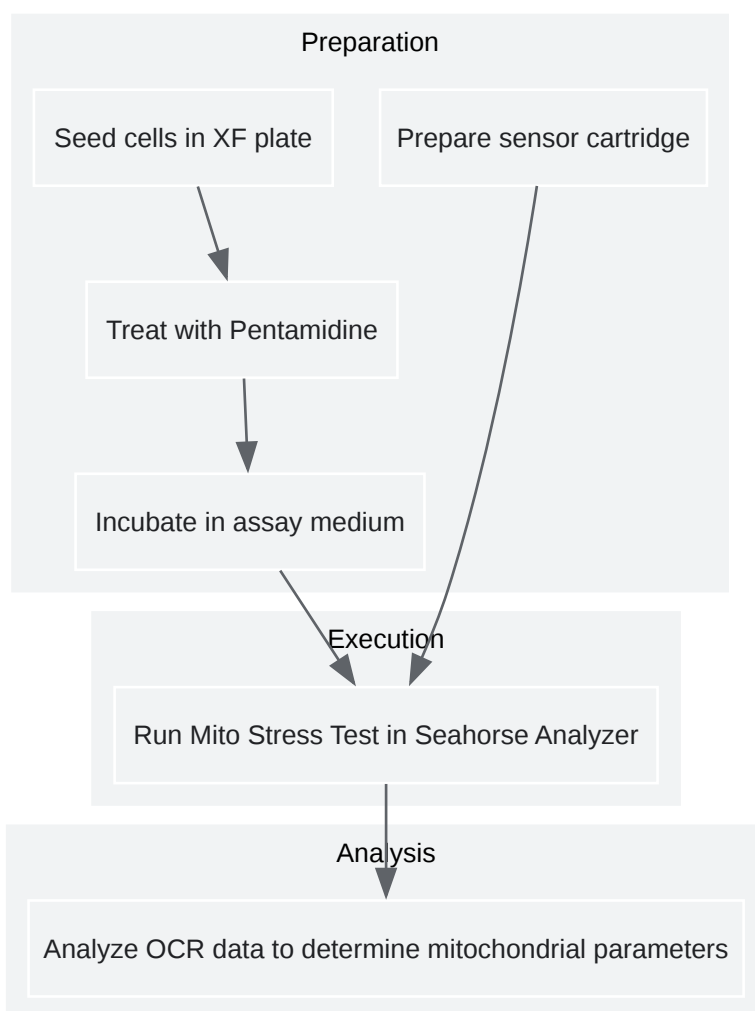 Preparation
Seed cells in XF plate
Prepare sensor cartridge
Treat with Pentamidine
Incubate in assay medium
Execution
Run Mito Stress Test in Seahorse Analyzer
Analysis
Analyze OCR data to determine mitochondrial parameters